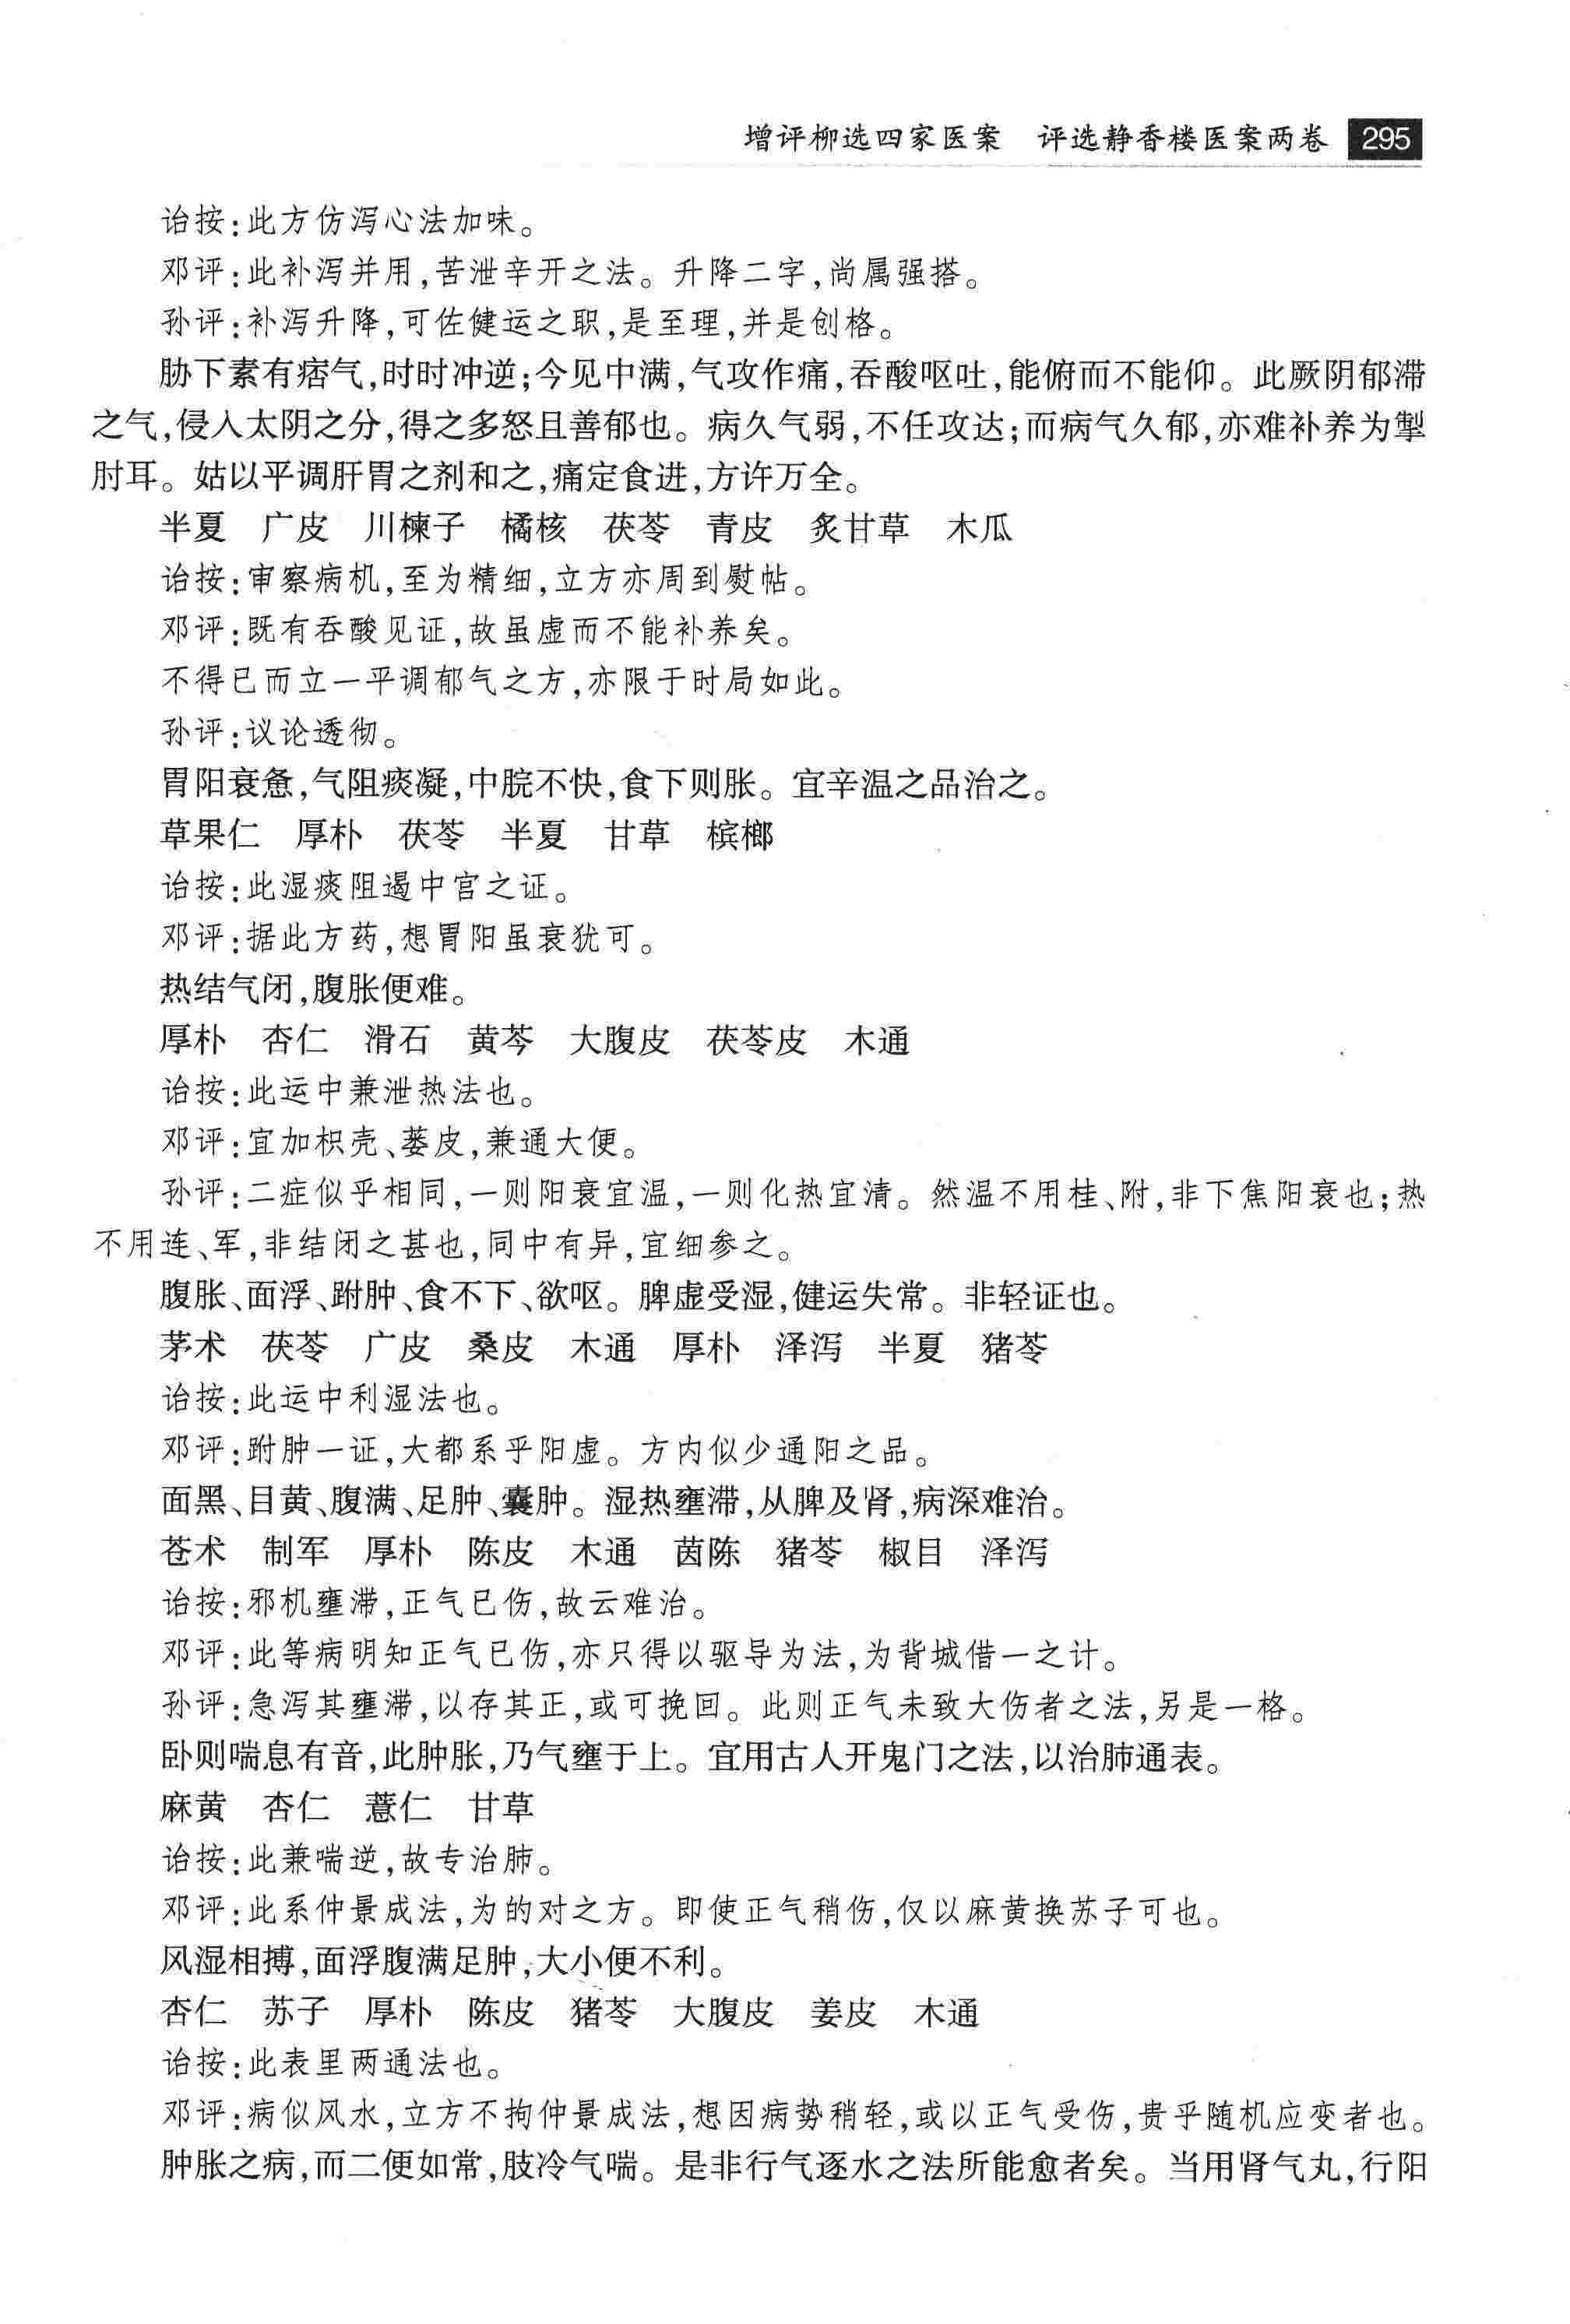 增评柳选四家医案　评选静香楼医案两卷 295
诒按:此方仿泻心法加味。
邓评:此补泻并用,苦泄辛开之法。升降二字,尚属强搭。
孙评:补泻升降,可佐健运之职,是至理,并是创格。
胁下素有痞气,时时冲逆;今见中满,气攻作痛,吞酸呕吐,能俯而不能仰。此厥阴郁滞
之气,侵入太阴之分,得之多怒且善郁也。病久气弱,不任攻达;而病气久郁,亦难补养为掣
肘耳。姑以平调肝胃之剂和之,痛定食进,方许万全。
半夏　广皮　川楝子　橘核　茯苓　青皮　炙甘草　木瓜
诒按:审察病机,至为精细,立方亦周到熨帖。
邓评:既有吞酸见证,故虽虚而不能补养矣。
不得已而立一平调郁气之方,亦限于时局如此。
孙评:议论透彻。
胃阳衰惫,气阻痰凝,中脘不快,食下则胀。宜辛温之品治之。
草果仁　厚朴　茯苓　半夏　甘草　槟榔
诒按:此湿痰阻遏中宫之证。
邓评:据此方药,想胃阳虽衰犹可。
热结气闭,腹胀便难。
厚朴　杏仁　滑石　黄芩　大腹皮　茯苓皮　木通
诒按:此运中兼泄热法也。
邓评:宜加枳壳、蒌皮,兼通大便。
孙评:二症似乎相同,一则阳衰宜温,一则化热宜清。然温不用桂、附,非下焦阳衰也;热
不用连、军,非结闭之甚也,同中有异,宜细参之。
腹胀、面浮、跗肿、食不下、欲呕。脾虚受湿,健运失常。非轻证也。
茅术　茯苓　广皮　桑皮　木通　厚朴　泽泻　半夏　猪苓
诒按:此运中利湿法也。
邓评:跗肿一证,大都系乎阳虚。方内似少通阳之品。
面黑、目黄、腹满、足肿、囊肿。湿热壅滞,从脾及肾,病深难治。
苍术　制军　厚朴　陈皮　木通　茵陈　猪苓　椒目　泽泻
诒按:邪机壅滞,正气已伤,故云难治。
邓评:此等病明知正气已伤,亦只得以驱导为法,为背城借一之计。
孙评:急泻其壅滞,以存其正,或可挽回。此则正气未致大伤者之法,另是一格。
卧则喘息有音,此肿胀,乃气壅于上。宜用古人开鬼门之法,以治肺通表。
麻黄　杏仁　薏仁　甘草
诒按:此兼喘逆,故专治肺。
邓评:此系仲景成法,为的对之方。即使正气稍伤,仅以麻黄换苏子可也。
风湿相搏,面浮腹满足肿,大小便不利。
杏仁　苏子　厚朴　陈皮　猪苓　大腹皮　姜皮　木通
诒按:此表里两通法也。
邓评:病似风水,立方不拘仲景成法,想因病势稍轻,或以正气受伤,贵乎随机应变者也。
肿胀之病,而二便如常,肢冷气喘。是非行气逐水之法所能愈者矣。当用肾气丸,行阳